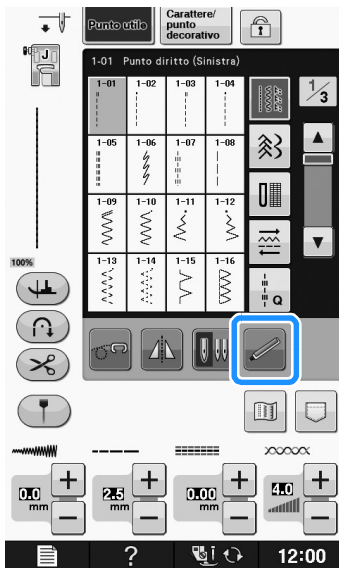 Punto utile
Carattere/
punto
decorativo
J
1-01 Punto diritto (Sinistra)
1/3
1-01 1-02 1-03 1-04
1-05 1-06 1-07 1-08
1-09 1-10 1-11 1-12
1-13 1-14 1-15 1-16
Q
100%
0.0 mm + −
2.5 mm + −
0.00 mm + −
4.0 + −
? 12:00